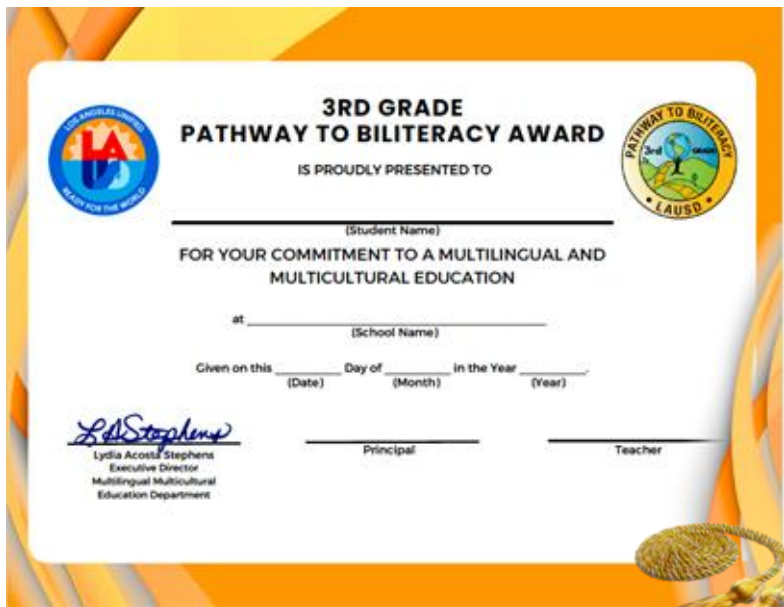 3RD GRADE
PATHWAY TO BILITERACY AWARD
IS PROUDLY PRESENTED TO
LOS ANGELES UNIFIED
LAUSD
READY FOR THE WORLD
PATHWAY TO BILITERACY
3rd GRADE
LAUSD
(Student Name)
FOR YOUR COMMITMENT TO A MULTILINGUAL AND
MULTICULTURAL EDUCATION
at
(School Name)
Given on this Day of in the Year .
(Date) (Month) (Year)
LAStephens
Lydia Acosta Stephens
Executive Director
Multilingual Multicultural
Education Department
Principal
Teacher